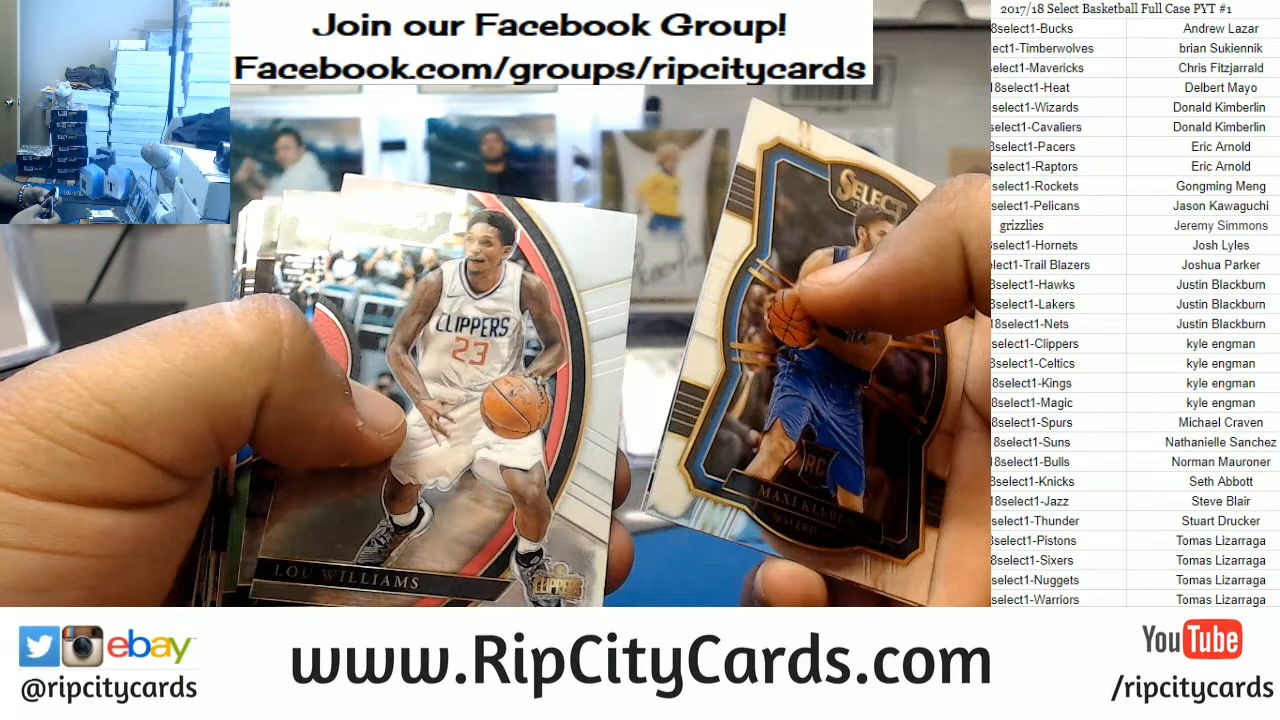 Join our Facebook Group!
Facebook.com/groups/ripcitycards
2017/18 Select Basketball Full Case PYT #1
8select1-Bucks Andrew Lazar
ect1-Timberwolves brian Sukiennik
elect1-Mavericks Chris Fitzjarrald
18select1-Heat Delbert Mayo
select1-Wizards Donald Kimberlin
select1-Cavaliers Donald Kimberlin
8select1-Pacers Eric Arnold
select1-Raptors Eric Arnold
select1-Rockets Gongming Meng
select1-Pelicans Jason Kawaguchi
grizzlies Jeremy Simmons
8select1-Hornets Josh Lyles
select1-Trail Blazers Joshua Parker
8select1-Hawks Justin Blackburn
8select1-Lakers Justin Blackburn
18select1-Nets Justin Blackburn
select1-Clippers kyle engman
8select1-Celtics kyle engman
8select1-Kings kyle engman
8select1-Magic kyle engman
8select1-Spurs Michael Craven
18select1-Suns Nathanielle Sanchez
18select1-Bulls Norman Mauroner
8select1-Knicks Seth Abbott
18select1-Jazz Steve Blair
select1-Thunder Stuart Drucker
select1-Pistons Tomas Lizarraga
8select1-Sixers Tomas Lizarraga
select1-Nuggets Tomas Lizarraga
select1-Warriors Tomas Lizarraga
SELECT
CLIPPERS
23
RC
MAXI KLEBER
LOU WILLIAMS
CLIPPERS
ebay
@ripcitycards
www.RipCityCards.com
YouTube
/ripcitycards